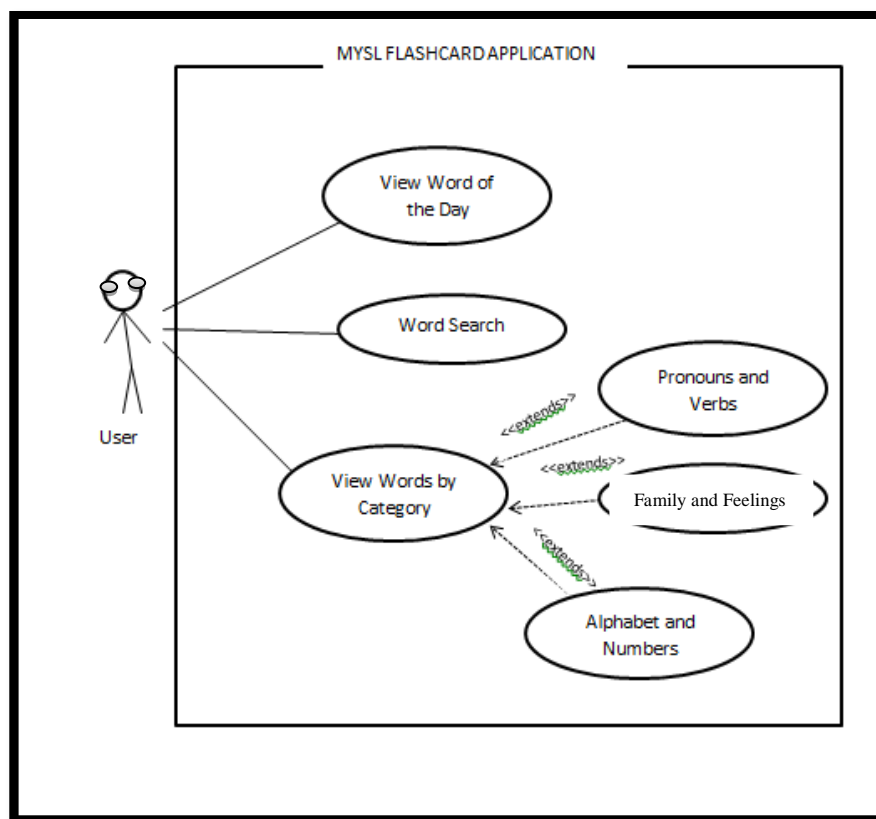 MYSL FLASHCARD APPLICATION
View Word of
the Day
Word Search
Pronouns and
Verbs
<<extends>>
User
<<extends>>
View Words by
Category
Family and Feelings
<<extends>>
Alphabet and
Numbers